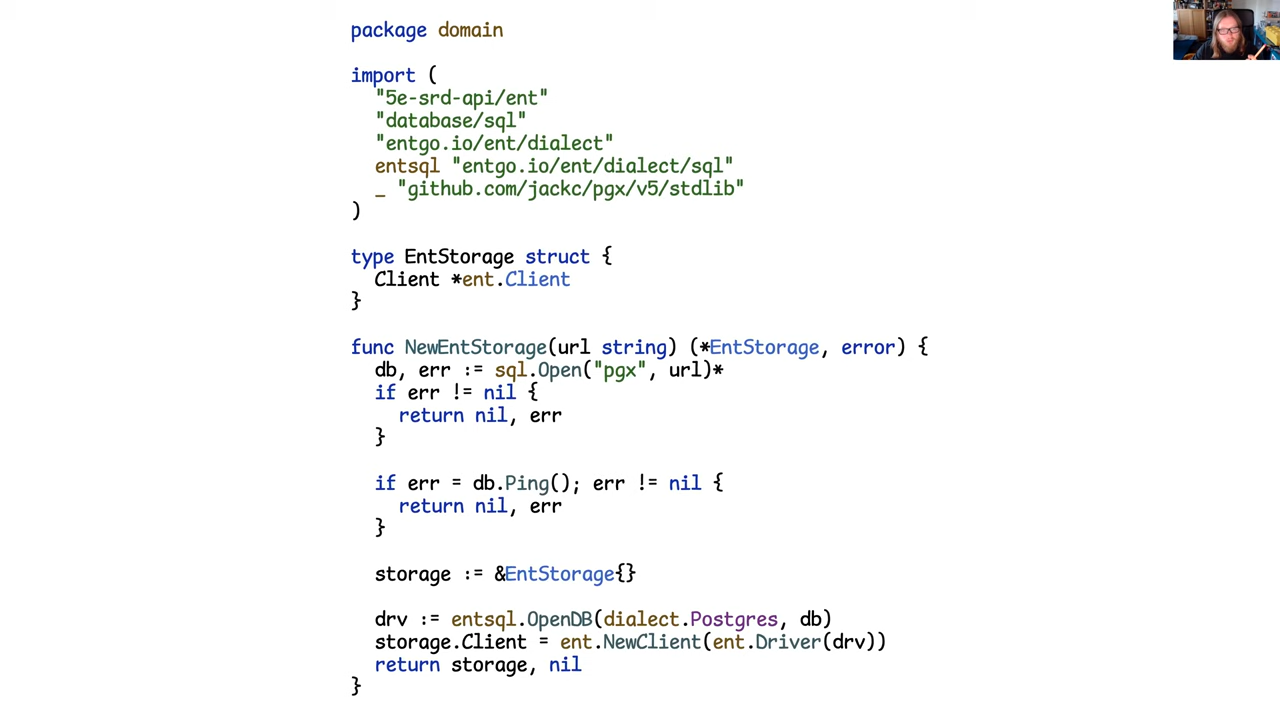 package domain
import (
"5e-srd-api/ent"
"database/sql"
"entgo.io/ent/dialect"
entsql "entgo.io/ent/dialect/sql"
_ "github.com/jackc/pgx/v5/stdlib"
)
type EntStorage struct {
Client *ent.Client
}
func NewEntStorage(url string) (*EntStorage, error) {
db, err := sql.Open("pgx", url)*
if err != nil {
return nil, err
}
if err = db.Ping(); err != nil {
return nil, err
}
storage := &EntStorage{}
drv := entsql.OpenDB(dialect.Postgres, db)
storage.Client = ent.NewClient(ent.Driver(drv))
return storage, nil
}